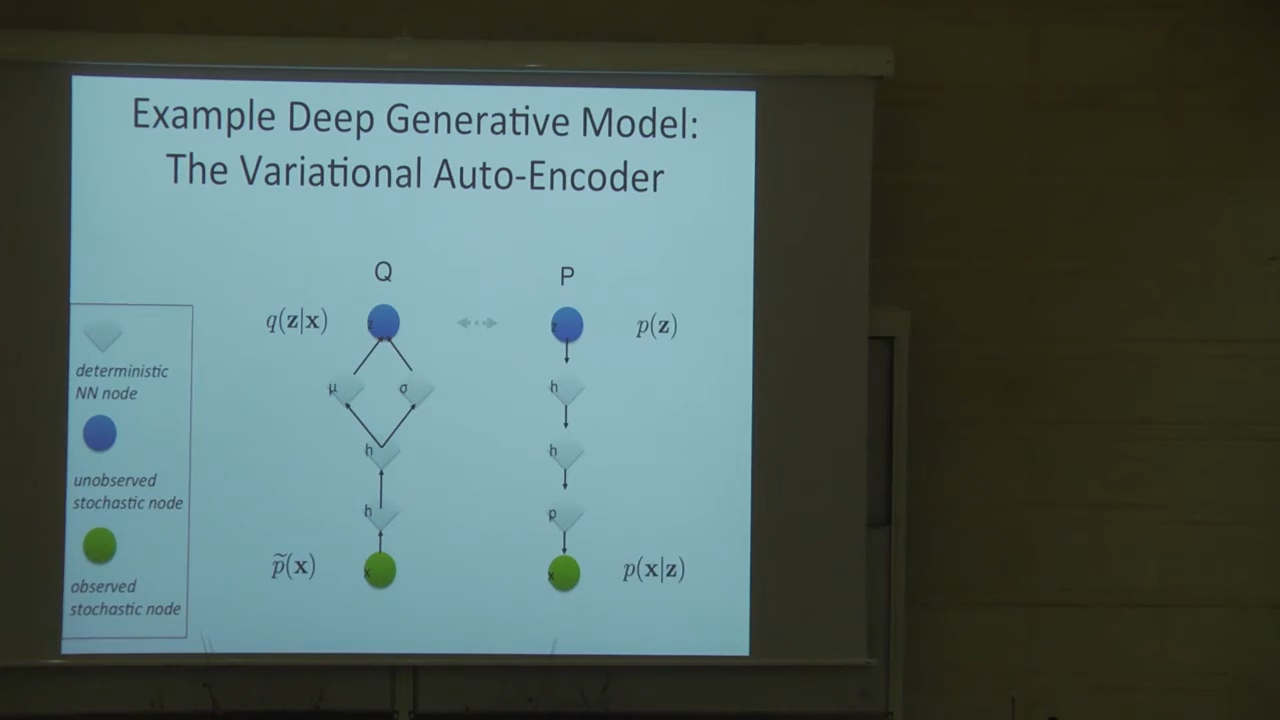 Example Deep Generative Model:
The Variational Auto-Encoder
Q
P
q(z|x)
z
z
p(z)
deterministic
NN node
μ
σ
h
h
h
h
unobserved
stochastic node
h
p
p̃(x)
x
x
p(x|z)
observed
stochastic node